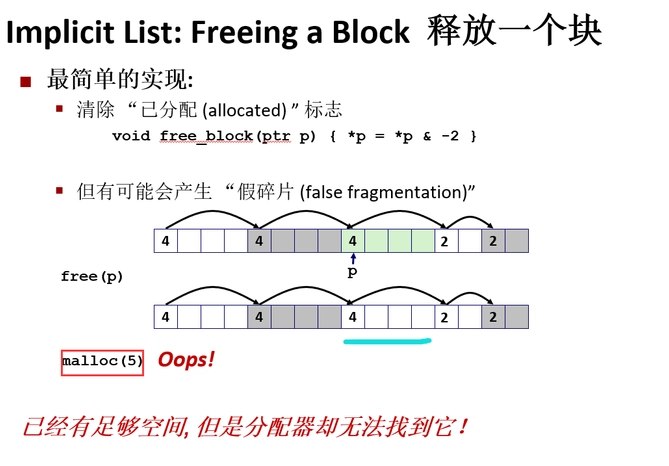 Implicit List: Freeing a Block 释放一个块
最简单的实现:
清除 “已分配 (allocated) ” 标志
void free_block(ptr p) { *p = *p & -2 }
但有可能会产生 “假碎片 (false fragmentation)”
4 4 4 2 2
p
free(p)
4 4 4 2 2
malloc(5) Oops!
已经有足够空间, 但是分配器却无法找到它!